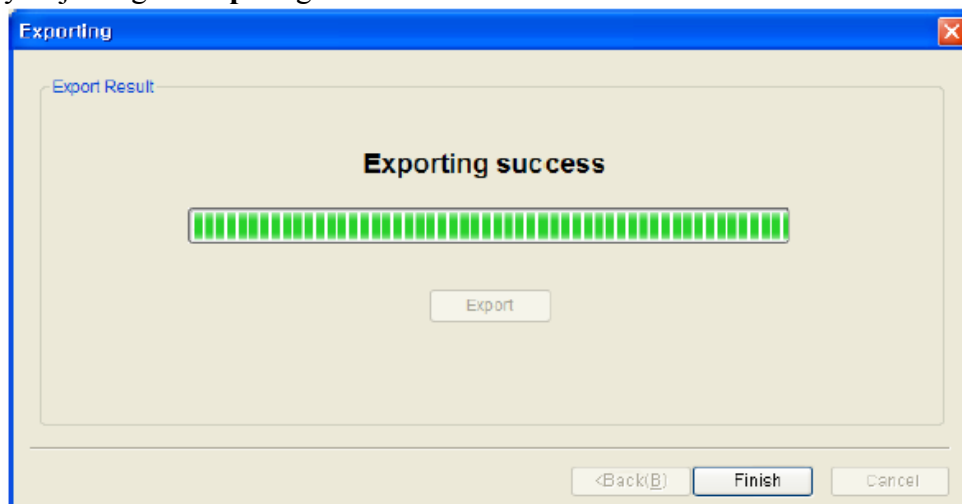 Exporting
Export Result
Exporting success
Export
<Back(B) Finish Cancel